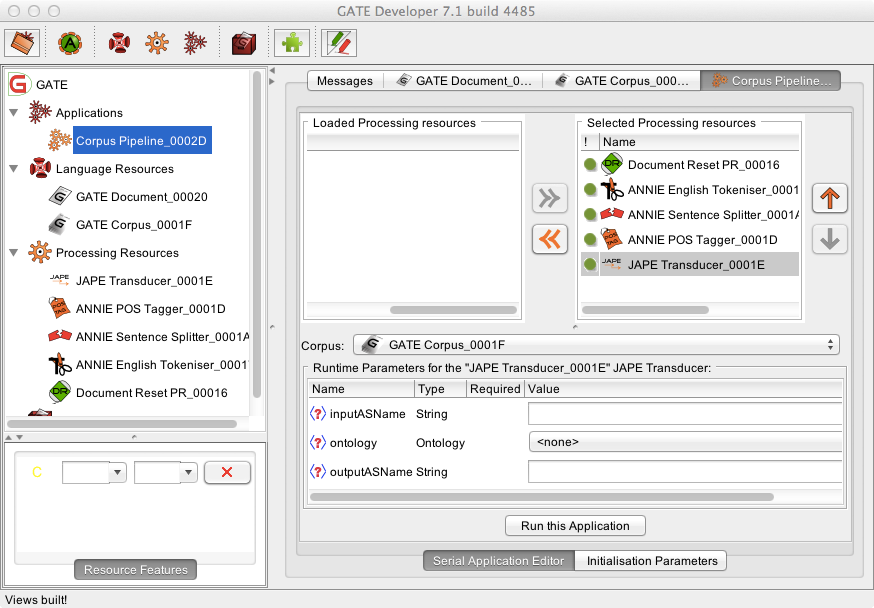 GATE Developer 7.1 build 4485
GATE
Applications
Corpus Pipeline_0002D
Language Resources
GATE Document_00020
GATE Corpus_0001F
Processing Resources
JAPE Transducer_0001E
ANNIE POS Tagger_0001D
ANNIE Sentence Splitter_0001A
ANNIE English Tokeniser_0001
Document Reset PR_00016
C
Resource Features
Messages
GATE Document_0...
GATE Corpus_000...
Corpus Pipeline...
Loaded Processing resources
Selected Processing resources
! Name
Document Reset PR_00016
ANNIE English Tokeniser_0001
ANNIE Sentence Splitter_0001A
ANNIE POS Tagger_0001D
JAPE Transducer_0001E
Corpus: GATE Corpus_0001F
Runtime Parameters for the "JAPE Transducer_0001E" JAPE Transducer:
Name Type Required Value
inputASName String
ontology Ontology <none>
outputASName String
Run this Application
Serial Application Editor
Initialisation Parameters
Views built!